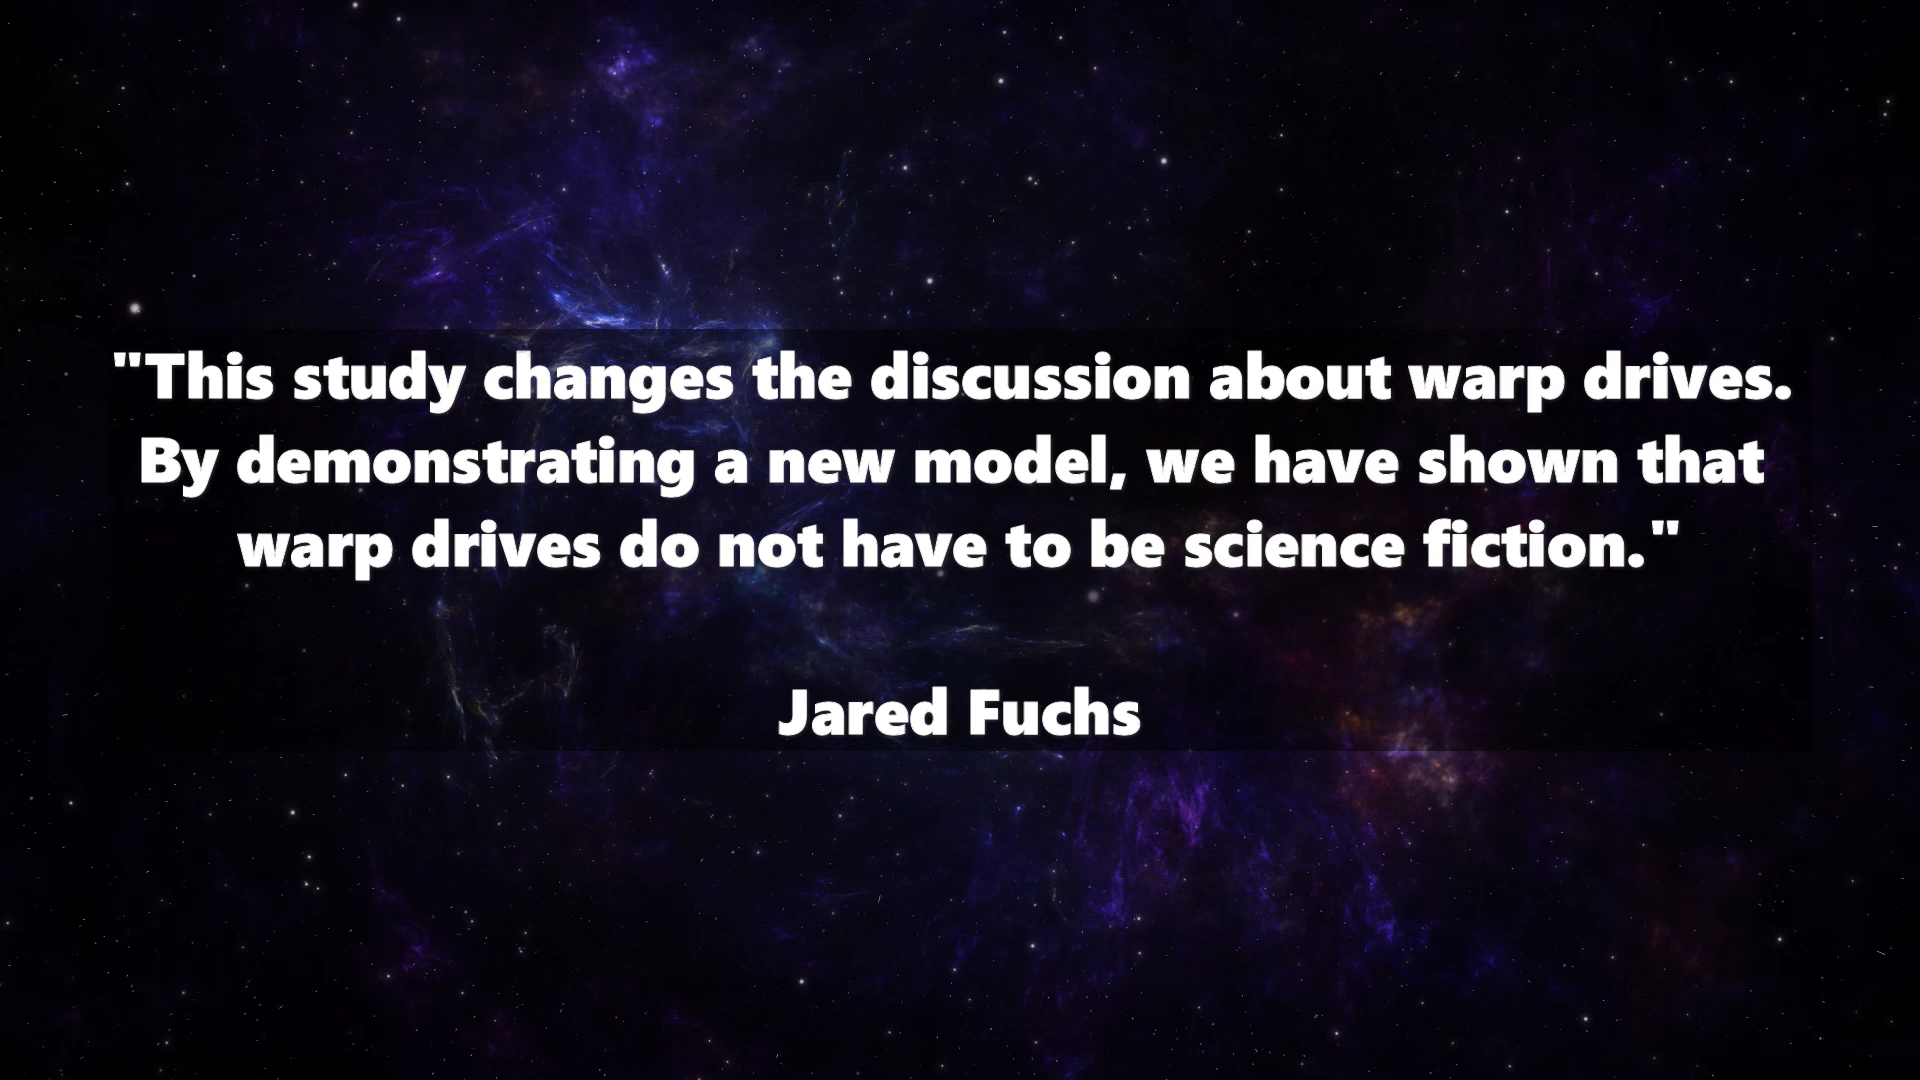 "This study changes the discussion about warp drives.
By demonstrating a new model, we have shown that
warp drives do not have to be science fiction."
Jared Fuchs